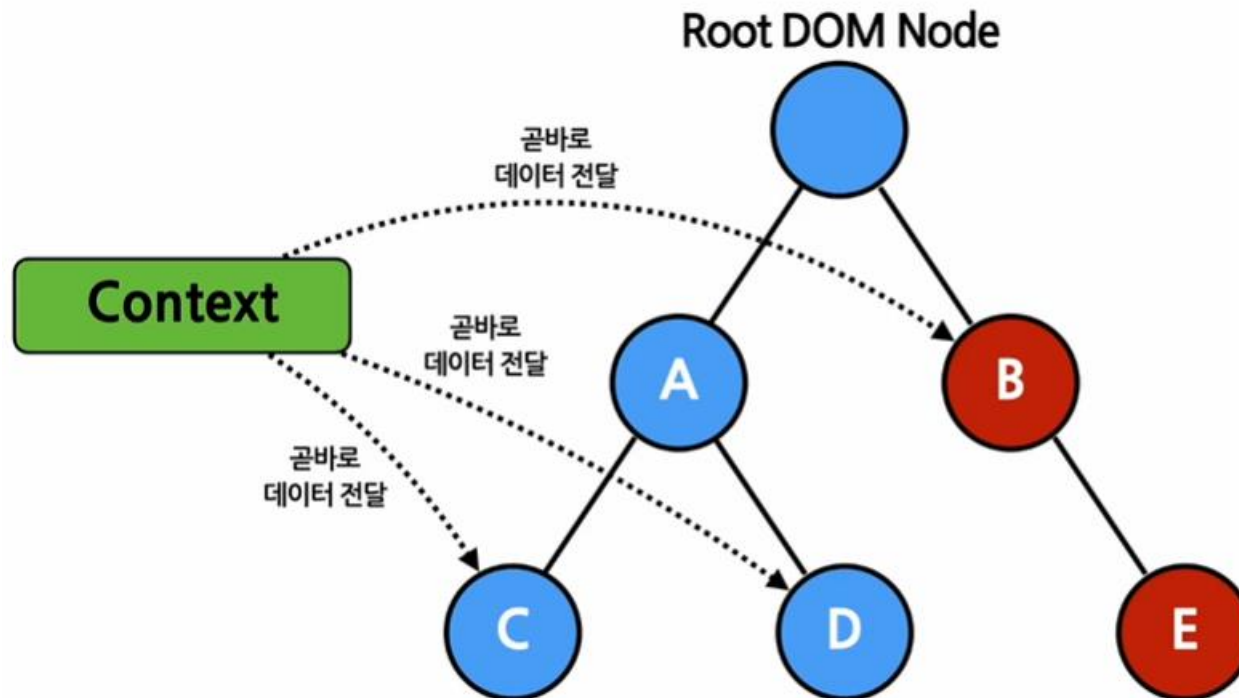 Root DOM Node
곧바로
데이터 전달
Context
곧바로
데이터 전달
A
B
곧바로
데이터 전달
C
D
E